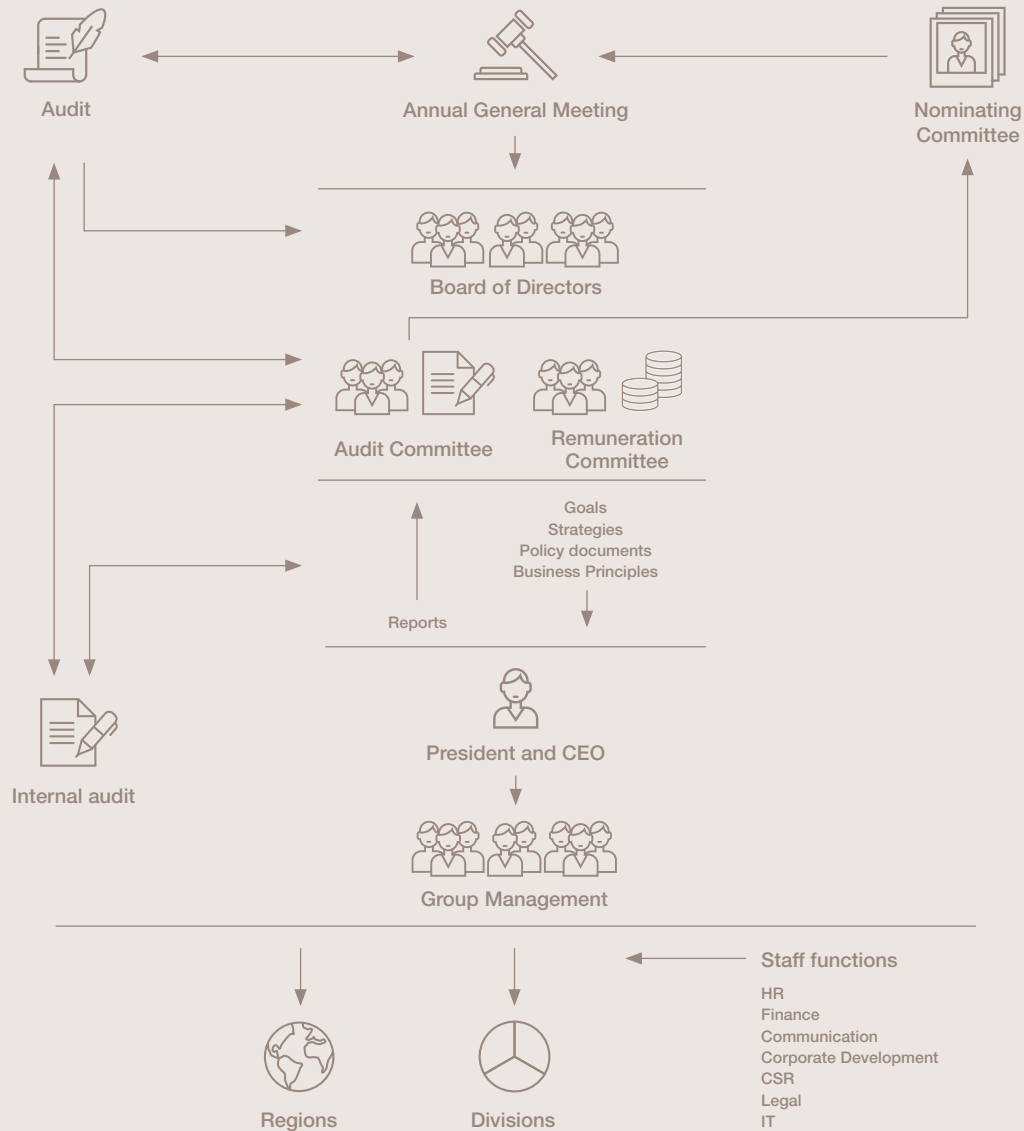 Audit
Annual General Meeting
Nominating
Committee
Board of Directors
Audit Committee
Remuneration
Committee
Goals
Strategies
Policy documents
Business Principles
Reports
President and CEO
Internal audit
Group Management
Staff functions
HR
Finance
Communication
Corporate Development
CSR
Legal
IT
Regions
Divisions